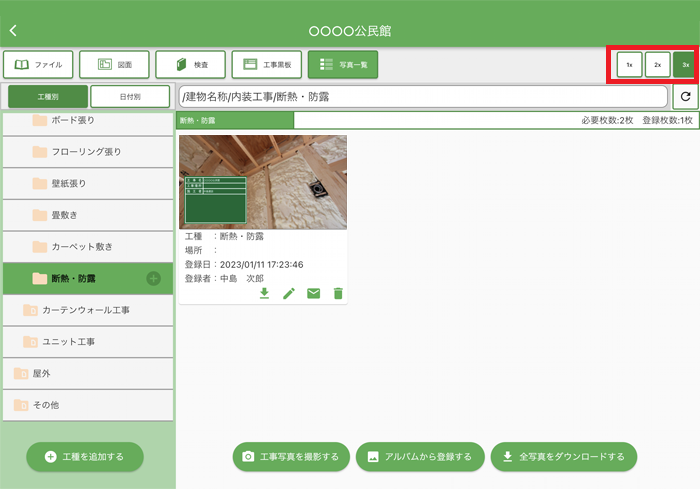 〇〇〇〇公民館
ファイル
図面
検査
工事黒板
写真一覧
1x
2x
3x
工種別
日付別
/建物名称/内装工事/断熱・防露
ボード張り
フローリング張り
壁紙張り
畳敷き
カーペット敷き
断熱・防露
カーテンウォール工事
ユニット工事
屋外
その他
工種を追加する
断熱・防露
必要枚数:2枚 登録枚数:1枚
工種 :断熱・防露
場所 :
登録日:2023/01/11 17:23:46
登録者:中島 次郎
工事写真を撮影する
アルバムから登録する
全写真をダウンロードする